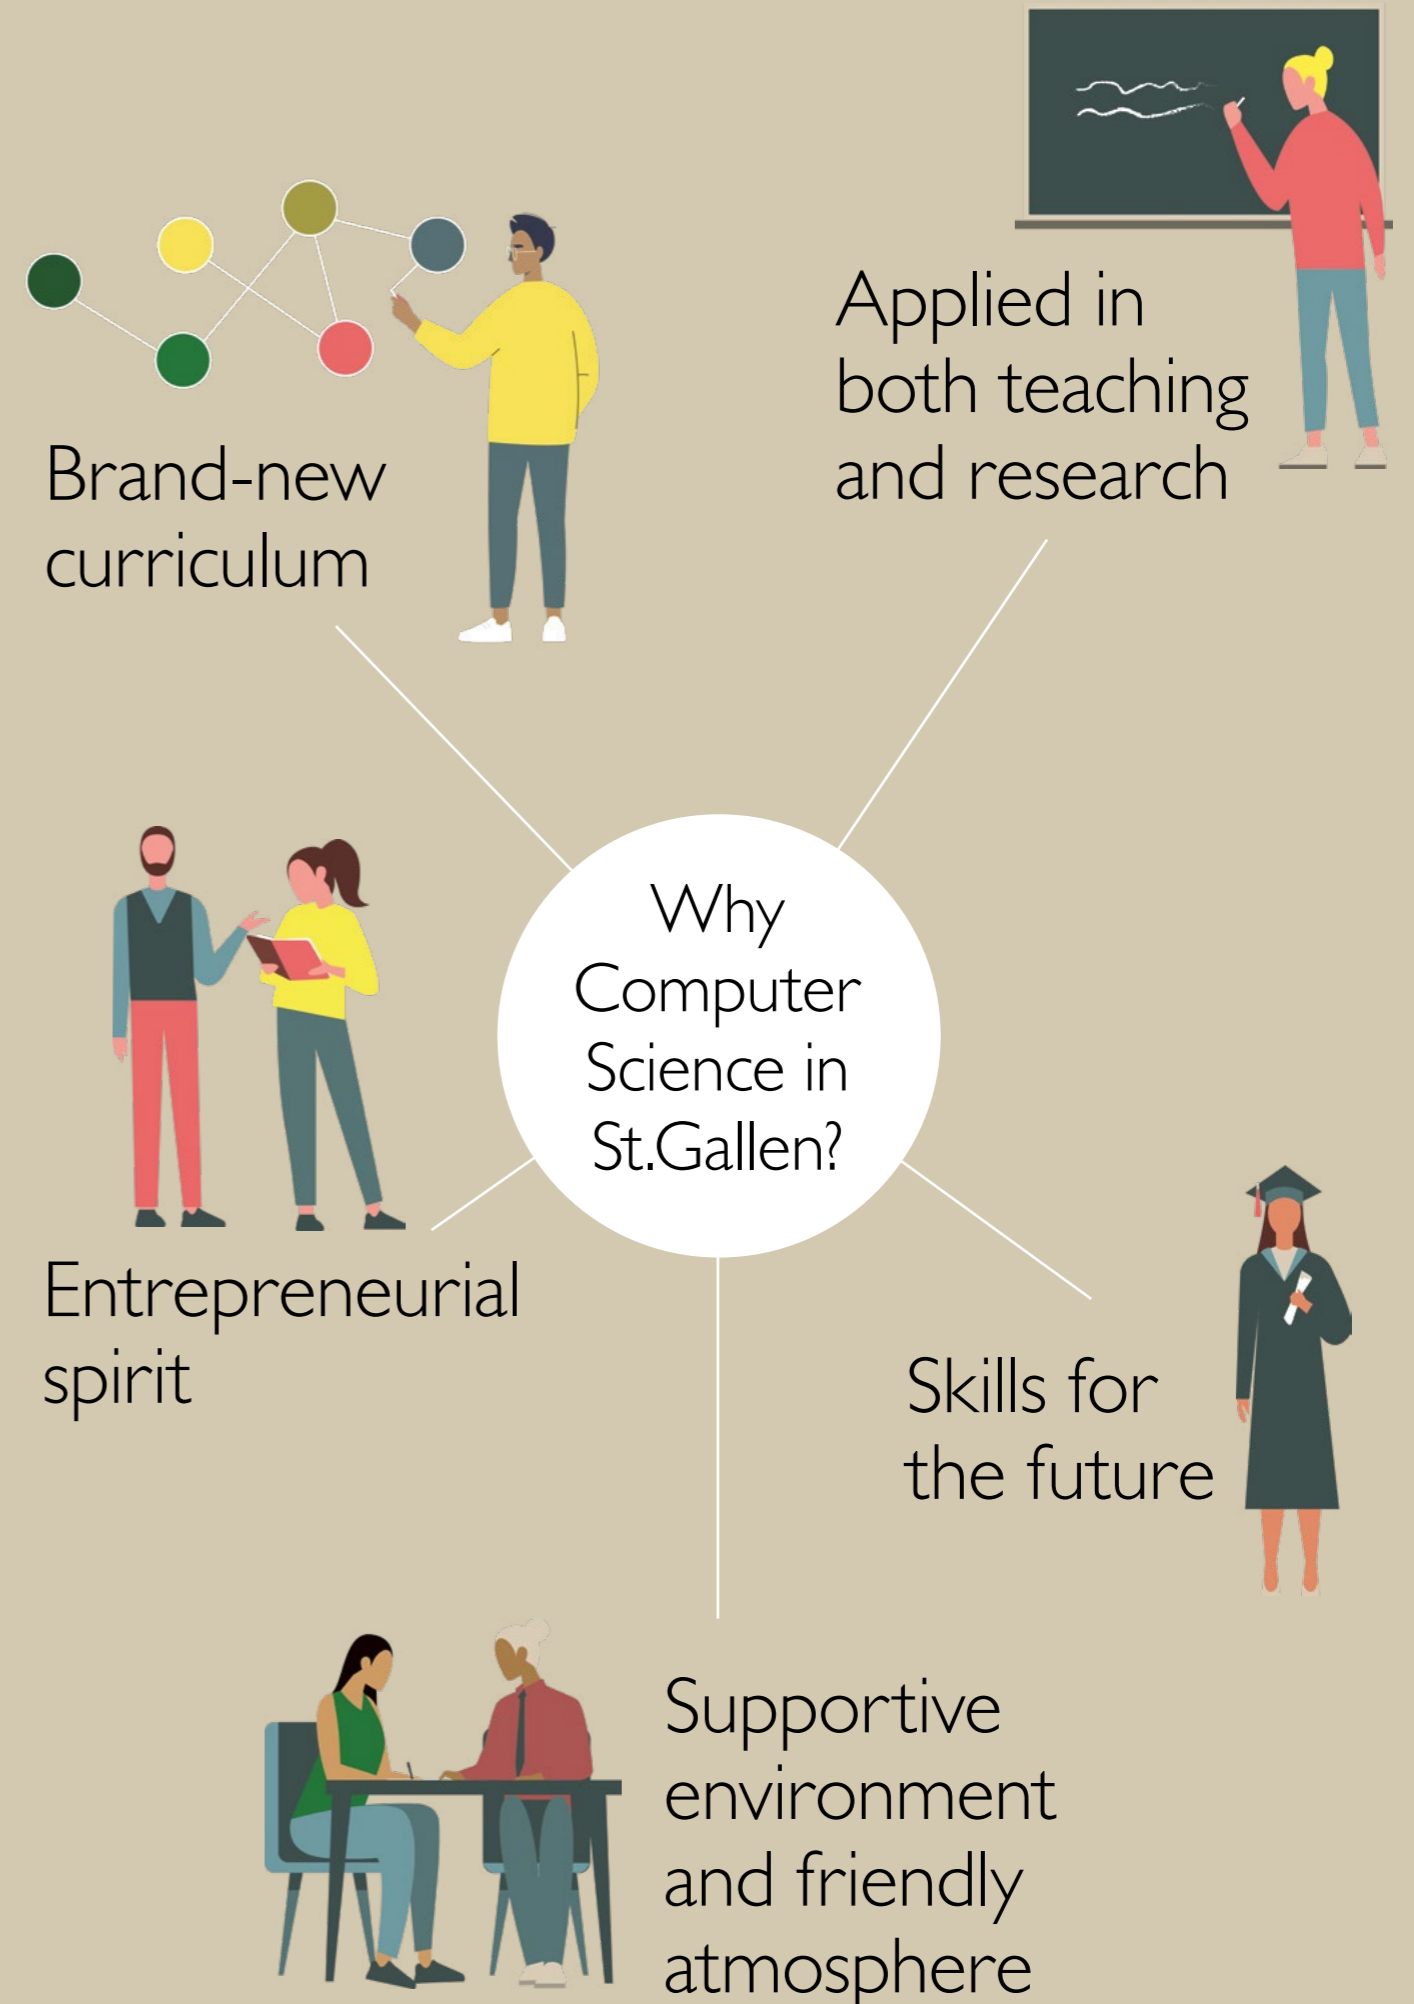 Applied in
both teaching
and research
Brand-new
curriculum
Why
Computer
Science in
St.Gallen?
Entrepreneurial
spirit
Skills for
the future
Supportive
environment
and friendly
atmosphere